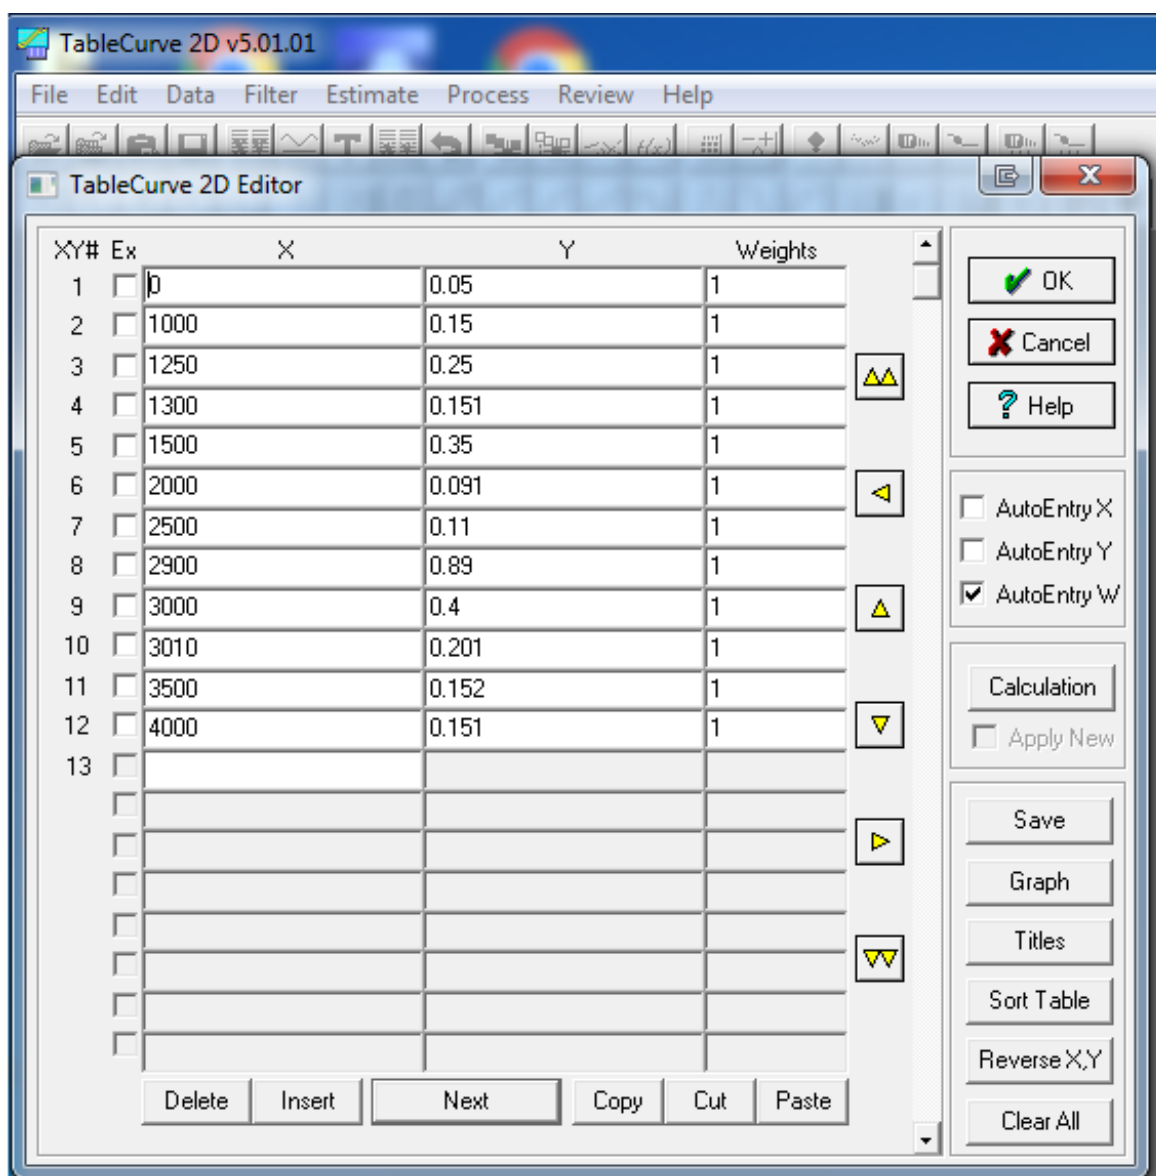 TableCurve 2D v5.01.01
File Edit Data Filter Estimate Process Review Help
TableCurve 2D Editor
XY# Ex X Y Weights
1 0 0.05 1
2 1000 0.15 1
3 1250 0.25 1
4 1300 0.151 1
5 1500 0.35 1
6 2000 0.091 1
7 2500 0.11 1
8 2900 0.89 1
9 3000 0.4 1
10 3010 0.201 1
11 3500 0.152 1
12 4000 0.151 1
13
Delete Insert Next Copy Cut Paste
OK
Cancel
? Help
AutoEntry X
AutoEntry Y
AutoEntry W
Calculation
Apply New
Save
Graph
Titles
Sort Table
Reverse X,Y
Clear All